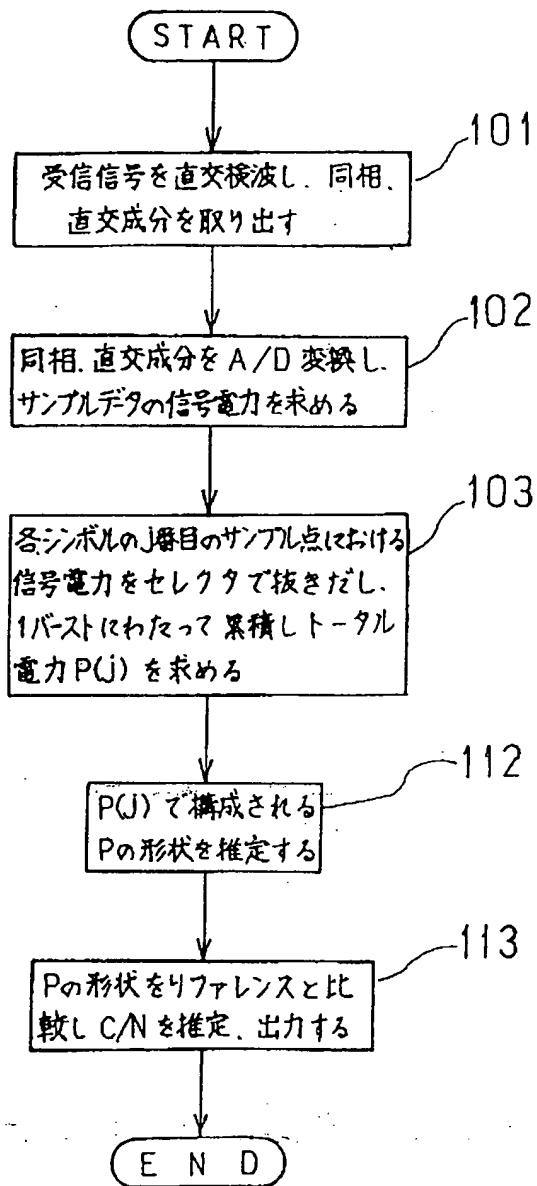 START
101
受信信号を直交検波し、同相、
直交成分を取り出す
102
同相、直交成分をA/D変換し、
サンプルデータの信号電力を求める
103
各シンボルのj番目のサンプル点における
信号電力をセレクタで抜きだし、
1バーストにわたって累積しトータル
電力P(j)を求める
112
P(j)で構成される
Pの形状を推定する
113
Pの形状をリファレンスと比
較しC/Nを推定、出力する
END